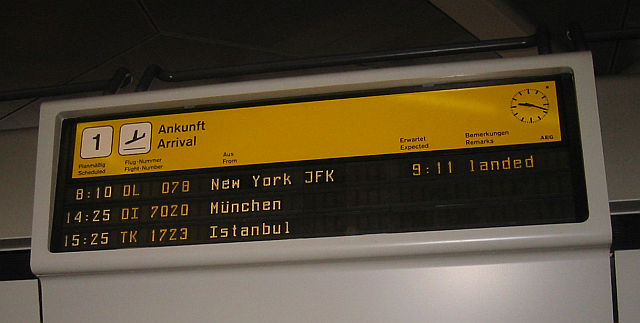 1
Ankunft
Arrival
Planmäßig
Scheduled
Flug-Nummer
Flight-Number
Aus
From
Erwartet
Expected
Bemerkungen
Remarks
AEG
8:10 DL 078 New York JFK 9:11 landed
14:25 DI 7020 München
15:25 TK 1723 Istanbul